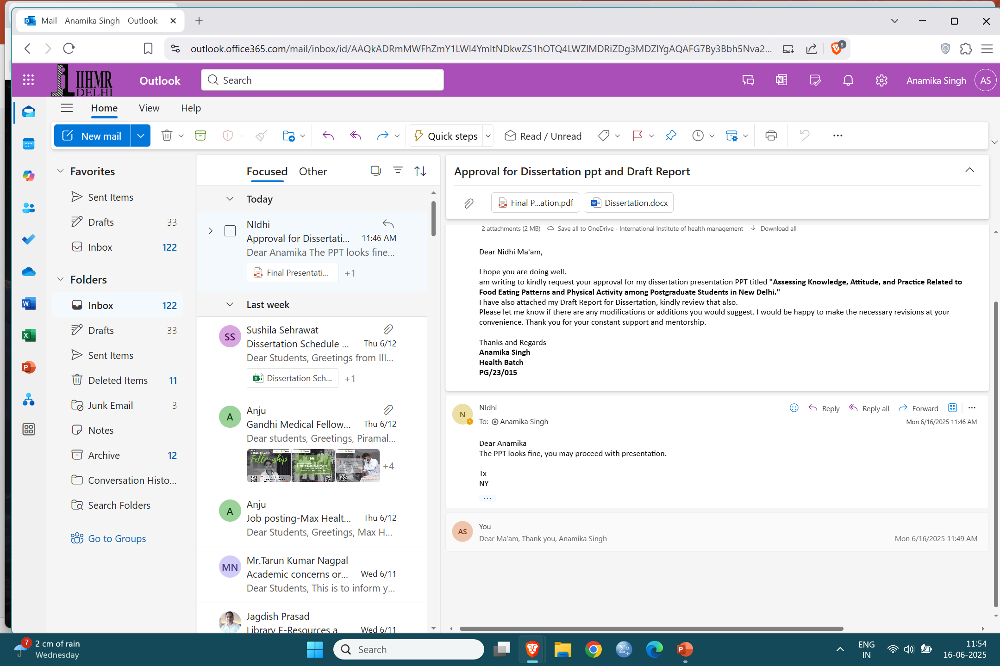 Mail - Anamika Singh - Outlook
outlook.office365.com/mail/inbox/id/AAQkADRmMWFhZmY1LWI4YmItNDkwZS1hOTQ4LWZlMDRiZDg3MDZlYgAQAFG7By3Bbh5Nva2...
8
IIHMR
DELHI
Outlook
Search
Anamika Singh
AS
Home
View
Help
New mail
Quick steps
Read / Unread
Favorites
Sent Items
Drafts 33
Inbox 122
Folders
Inbox 122
Drafts 33
Sent Items
Deleted Items 11
Junk Email 3
Notes
Archive 12
Conversation Histo...
Search Folders
Go to Groups
Focused
Other
Today
NIdhi
Approval for Dissertati... 11:46 AM
Dear Anamika The PPT looks fine...
Final Presentati... +1
Last week
SS
Sushila Sehrawat
Dissertation Schedule ... Thu 6/12
Dear Students, Greetings from III...
Dissertation Sch... +1
A
Anju
Gandhi Medical Fellow... Thu 6/12
Dear students, Greetings, Piramal...
Gandhi Medical
Fellowship
+4
A
Anju
Job posting-Max Healt... Thu 6/12
Dear Students, Greetings, Max H...
MN
Mr.Tarun Kumar Nagpal
Academic concerns or... Wed 6/11
Dear Students, This is to inform y...
Jagdish Prasad
Library E-Resources a Wed 6/11
Approval for Dissertation ppt and Draft Report
Final P...ation.pdf
Dissertation.docx
2 attachments (2 MB) Save all to OneDrive - International Institute of health management Download all
Dear Nidhi Ma'am,
I hope you are doing well.
am writing to kindly request your approval for my dissertation presentation PPT titled "Assessing Knowledge, Attitude, and Practice Related to
Food Eating Patterns and Physical Activity among Postgraduate Students in New Delhi."
I have also attached my Draft Report for Dissertation, kindly review that also.
Please let me know if there are any modifications or additions you would suggest. I would be happy to make the necessary revisions at your
convenience. Thank you for your constant support and mentorship.
Thanks and Regards
Anamika Singh
Health Batch
PG/23/015
N
NIdhi
Reply
Reply all
Forward
To: Anamika Singh
Mon 6/16/2025 11:46 AM
Dear Anamika
The PPT looks fine, you may proceed with presentation.
Tx
NY
...
AS
You
Dear Ma'am, Thank you, Anamika Singh
Mon 6/16/2025 11:49 AM
7
2 cm of rain
Wednesday
Search
ENG
IN
11:54
16-06-2025